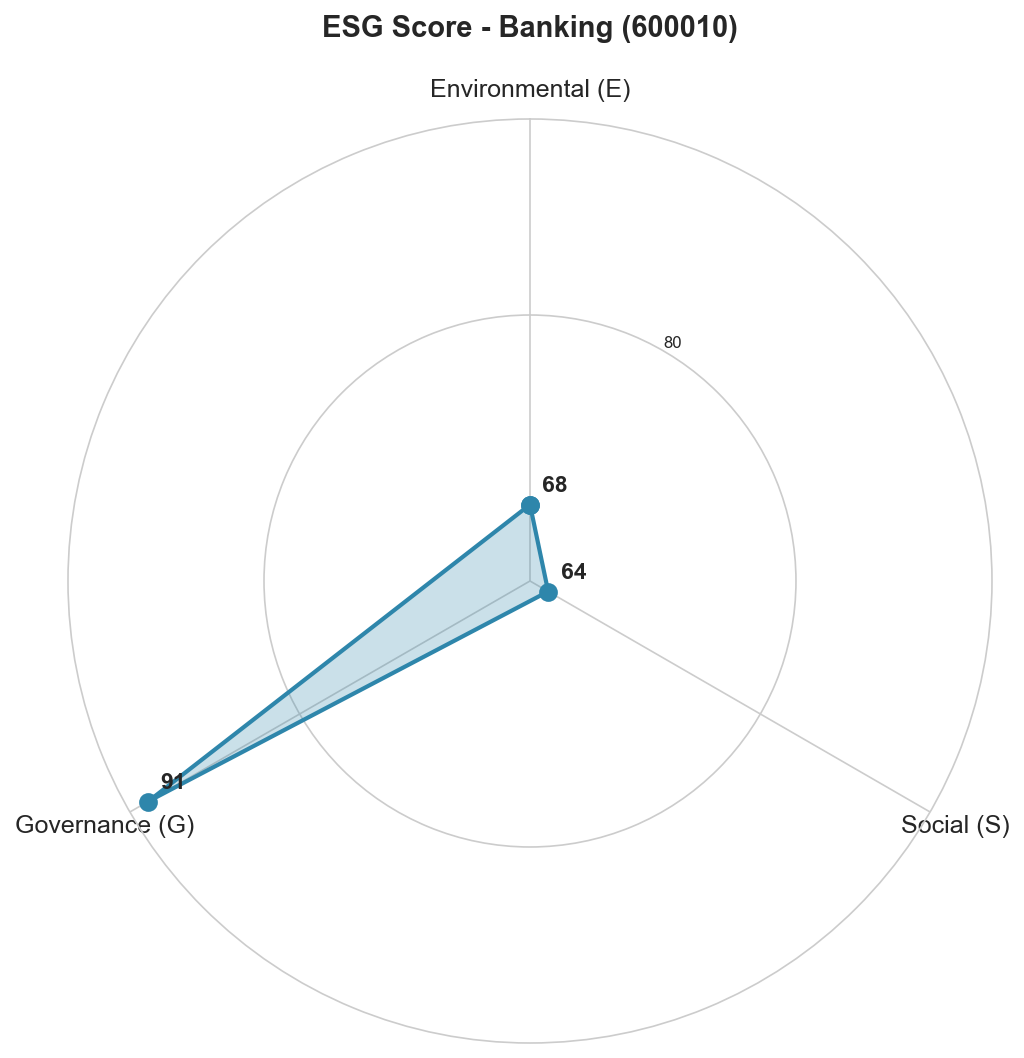 ESG Score - Banking (600010)
Environmental (E)
80
68
64
91
Governance (G)
Social (S)